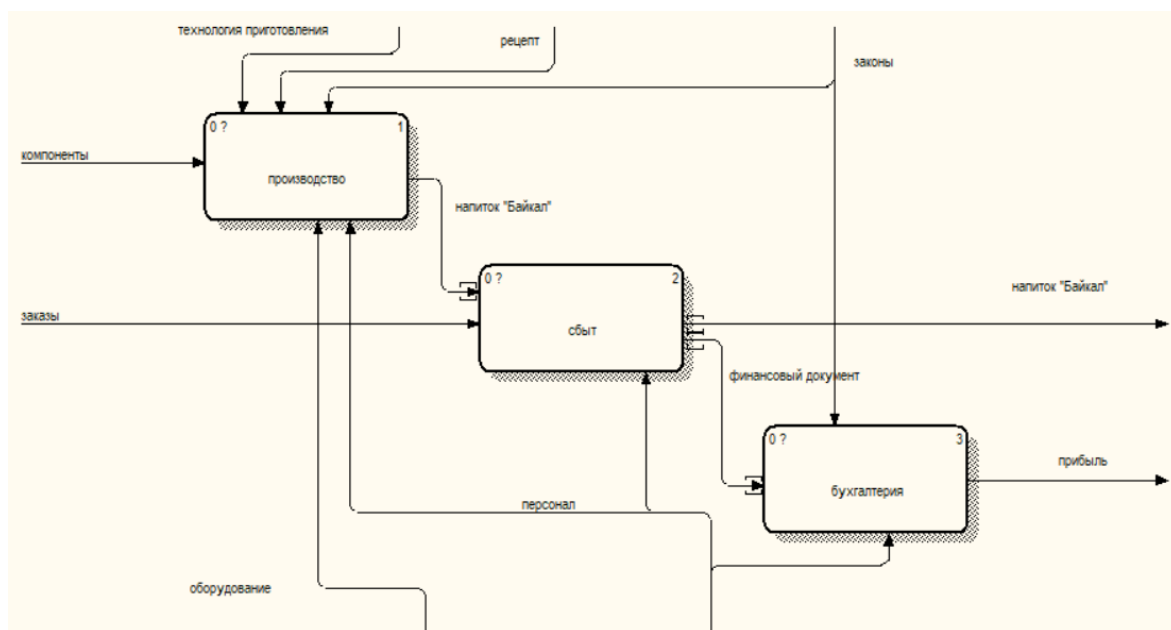 технология приготовления
рецепт
законы
0 ?
1
компоненты
производство
напиток "Байкал"
0 ?
2
напиток "Байкал"
заказы
сбыт
финансовый документ
0 ?
3
прибыль
бухгалтерия
персонал
оборудование